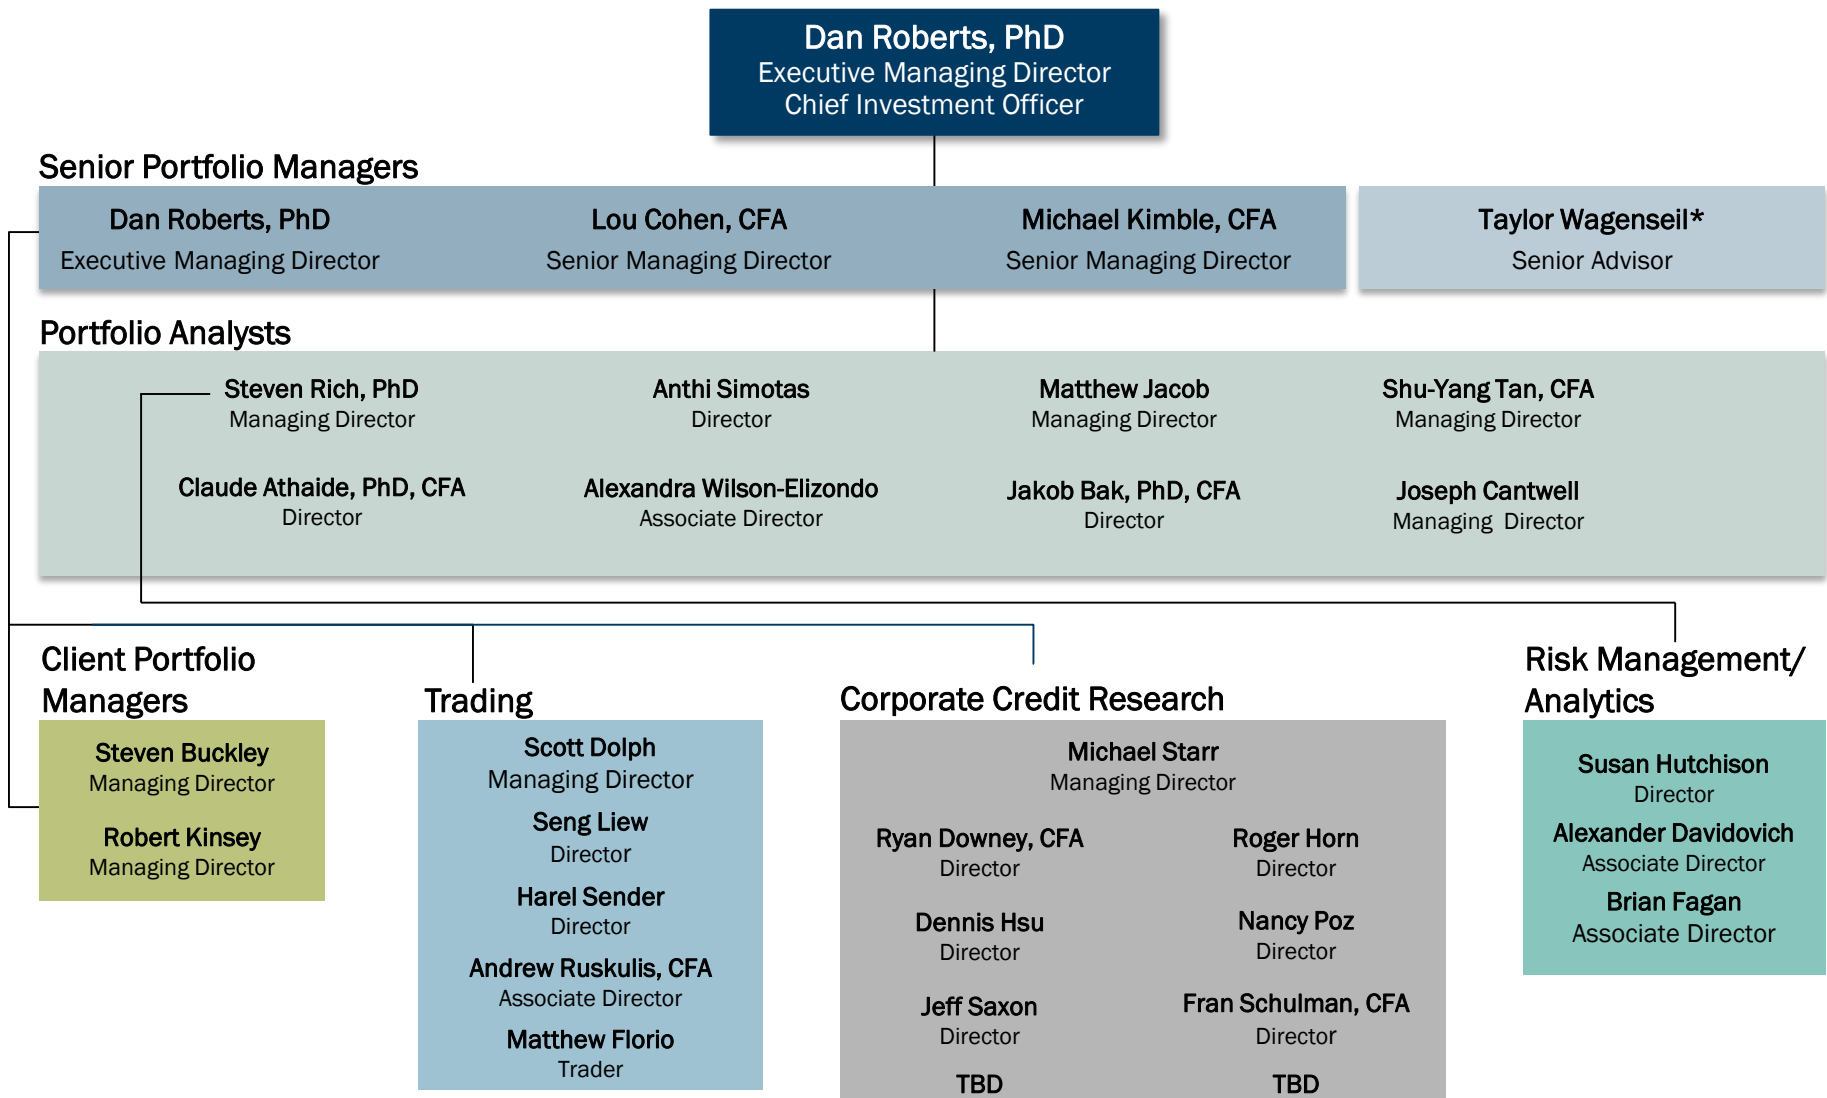 Dan Roberts, PhD
Executive Managing Director
Chief Investment Officer
Senior Portfolio Managers
Dan Roberts, PhD
Executive Managing Director
Lou Cohen, CFA
Senior Managing Director
Michael Kimble, CFA
Senior Managing Director
Taylor Wagenseil*
Senior Advisor
Portfolio Analysts
Steven Rich, PhD
Managing Director
Anthi Simotas
Director
Matthew Jacob
Managing Director
Shu-Yang Tan, CFA
Managing Director
Claude Athaide, PhD, CFA
Director
Alexandra Wilson-Elizondo
Associate Director
Jakob Bak, PhD, CFA
Director
Joseph Cantwell
Managing Director
Client Portfolio
Managers
Steven Buckley
Managing Director
Robert Kinsey
Managing Director
Trading
Scott Dolph
Managing Director
Seng Liew
Director
Harel Sender
Director
Andrew Ruskulis, CFA
Associate Director
Matthew Florio
Trader
Corporate Credit Research
Michael Starr
Managing Director
Ryan Downey, CFA
Director
Roger Horn
Director
Dennis Hsu
Director
Nancy Poz
Director
Jeff Saxon
Director
Fran Schulman, CFA
Director
TBD
TBD
Risk Management/
Analytics
Susan Hutchison
Director
Alexander Davidovich
Associate Director
Brian Fagan
Associate Director